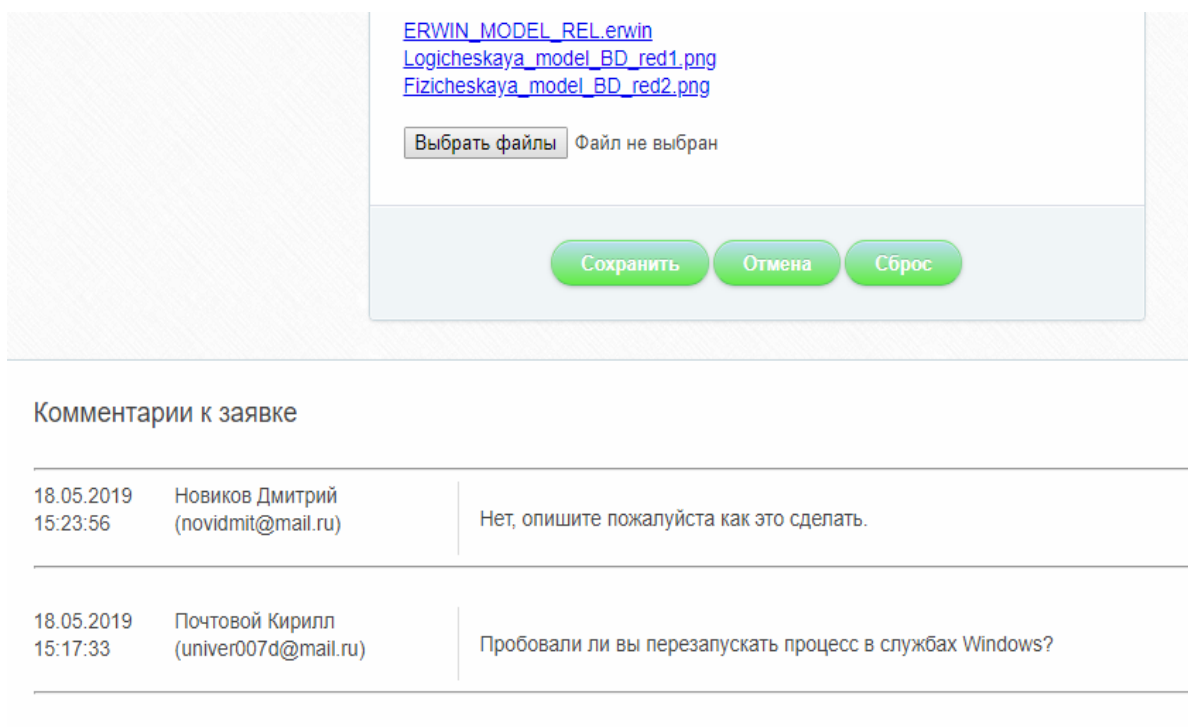 ERWIN_MODEL_REL.erwin
Logicheskaya_model_BD_red1.png
Fizicheskaya_model_BD_red2.png
Выбрать файлы Файл не выбран
Сохранить Отмена Сброс
Комментарии к заявке
18.05.2019 Новиков Дмитрий
15:23:56 (novidmit@mail.ru)
Нет, опишите пожалуйста как это сделать.
18.05.2019 Почтовой Кирилл
15:17:33 (univer007d@mail.ru)
Пробовали ли вы перезапускать процесс в службах Windows?